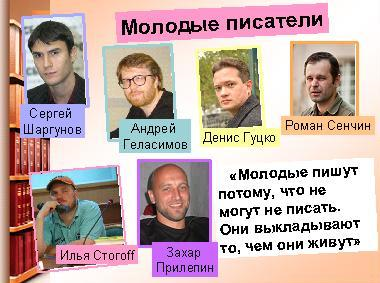 Молодые писатели
Сергей
Шаргунов
Андрей
Геласимов
Денис Гуцко
Роман Сенчин
Илья Стогоff
Захар
Прилепин
«Молодые пишут
потому, что не
могут не писать.
Они выкладывают
то, чем они живут»